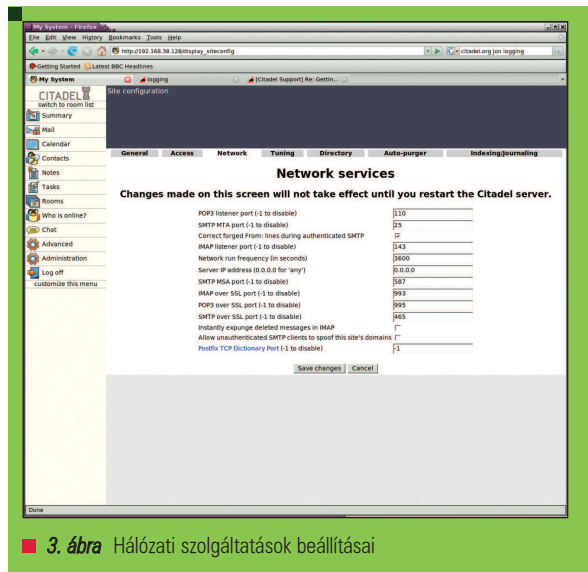 My System - Firefox
File Edit View History Bookmarks Tools Help
http://192.168.38.128/display_siteconfig
citadel.org jon logging
Getting Started Latest BBC Headlines
My System logging [Citadel Support] Re: Gettin...
CITADEL
switch to room list
Summary
Mail
Calendar
Contacts
Notes
Tasks
Rooms
Who is online?
Chat
Advanced
Administration
Log off
customize this menu
Site configuration
General Access Network Tuning Directory Auto-purger Indexing/Journaling
Network services
Changes made on this screen will not take effect until you restart the Citadel server.
POP3 listener port (-1 to disable) 110
SMTP MTA port (-1 to disable) 25
Correct forged From: lines during authenticated SMTP
IMAP listener port (-1 to disable) 143
Network run frequency (in seconds) 3600
Server IP address (0.0.0.0 for 'any') 0.0.0.0
SMTP MSA port (-1 to disable) 587
IMAP over SSL port (-1 to disable) 993
POP3 over SSL port (-1 to disable) 995
SMTP over SSL port (-1 to disable) 465
Instantly expunge deleted messages in IMAP
Allow unauthenticated SMTP clients to spoof this site's domains
Postfix TCP Dictionary Port (-1 to disable) -1
Save changes Cancel
Done
3. ábra Hálózati szolgáltatások beállításai